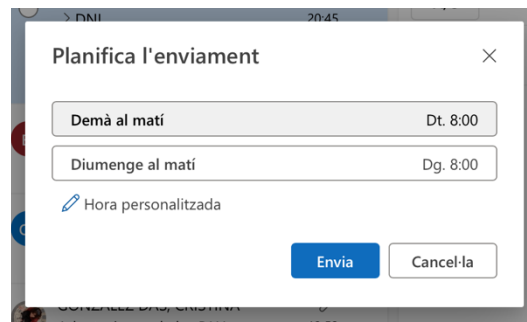 > DNI 20:45
Planifica l'enviament
Demà al matí Dt. 8:00
Diumenge al matí Dg. 8:00
Hora personalitzada
Envia Cancel·la
GONZALEZ DAS, CRISTINA